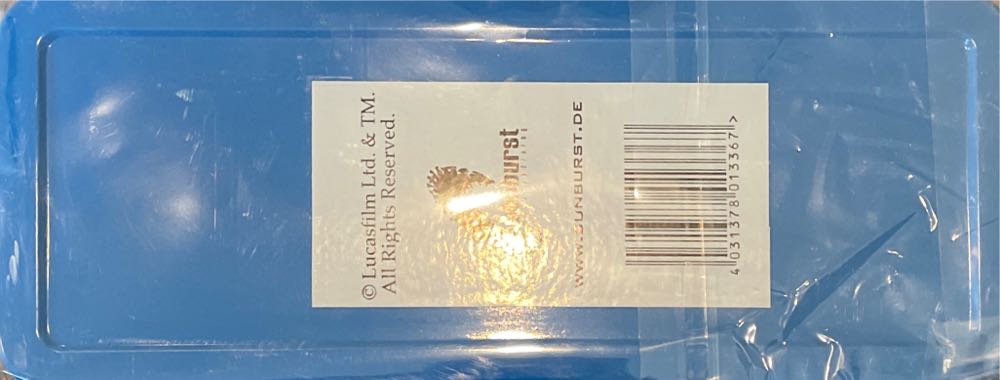 © Lucasfilm Ltd. & TM.
All Rights Reserved.
WWW.SUNBURST.DE
4 031378 013367 >